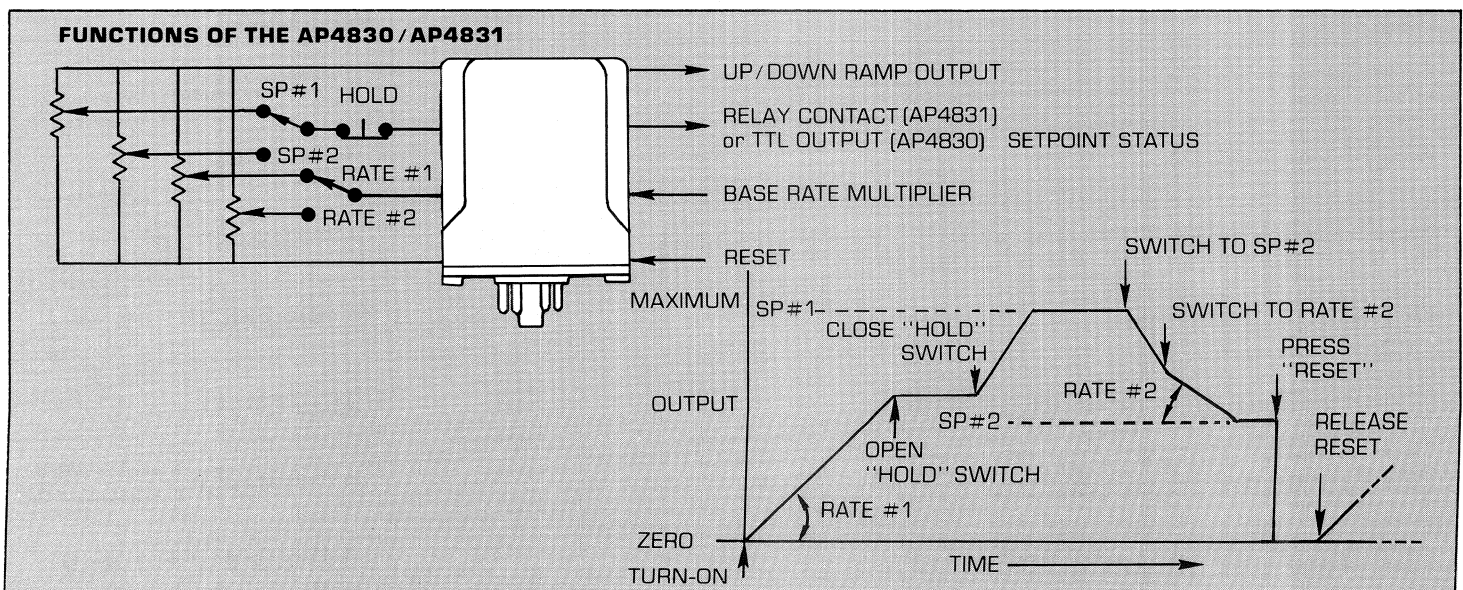 FUNCTIONS OF THE AP4830/AP4831
SP#1
HOLD
SP#2
RATE #1
RATE #2
UP/DOWN RAMP OUTPUT
RELAY CONTACT (AP4831)
or TTL OUTPUT (AP4830) SETPOINT STATUS
BASE RATE MULTIPLIER
RESET
MAXIMUM
SP#1
CLOSE "HOLD"
SWITCH
SWITCH TO SP#2
SWITCH TO RATE #2
PRESS
"RESET"
OUTPUT
RATE #2
SP#2
RELEASE
RESET
OPEN
"HOLD" SWITCH
RATE #1
ZERO
TURN-ON
TIME